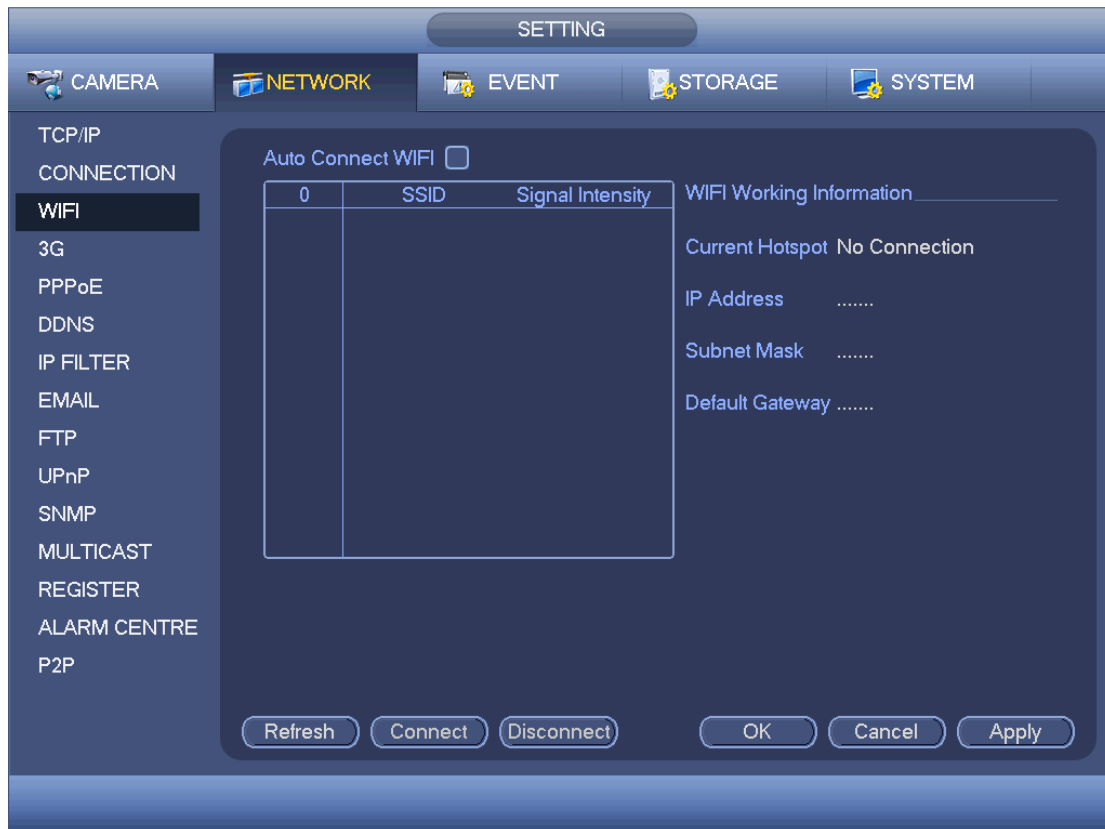 SETTING
CAMERA NETWORK EVENT STORAGE SYSTEM
TCP/IP
CONNECTION
WIFI
3G
PPPoE
DDNS
IP FILTER
EMAIL
FTP
UPnP
SNMP
MULTICAST
REGISTER
ALARM CENTRE
P2P
Auto Connect WIFI
0 SSID Signal Intensity
WIFI Working Information
Current Hotspot No Connection
IP Address .......
Subnet Mask .......
Default Gateway .......
Refresh Connect Disconnect OK Cancel Apply